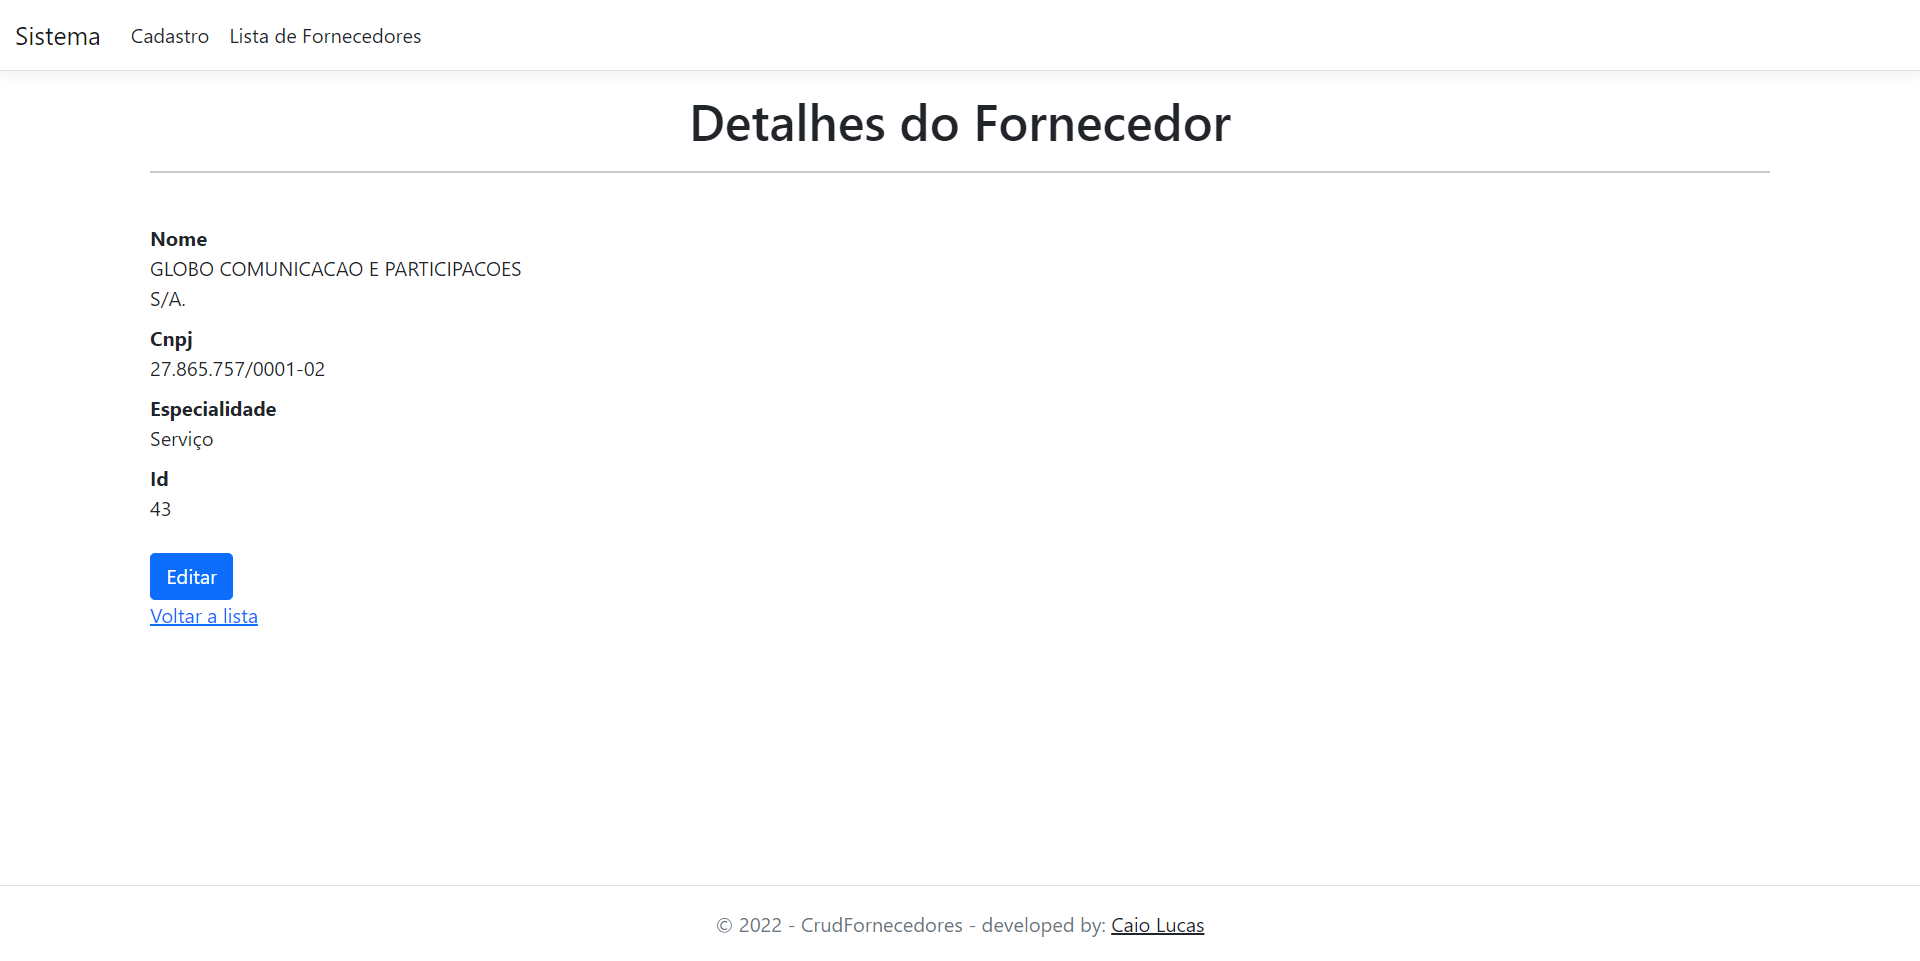 Sistema Cadastro Lista de Fornecedores
Detalhes do Fornecedor
Nome
GLOBO COMUNICACAO E PARTICIPACOES
S/A.
Cnpj
27.865.757/0001-02
Especialidade
Serviço
Id
43
Editar
Voltar a lista
© 2022 - CrudFornecedores - developed by: Caio Lucas